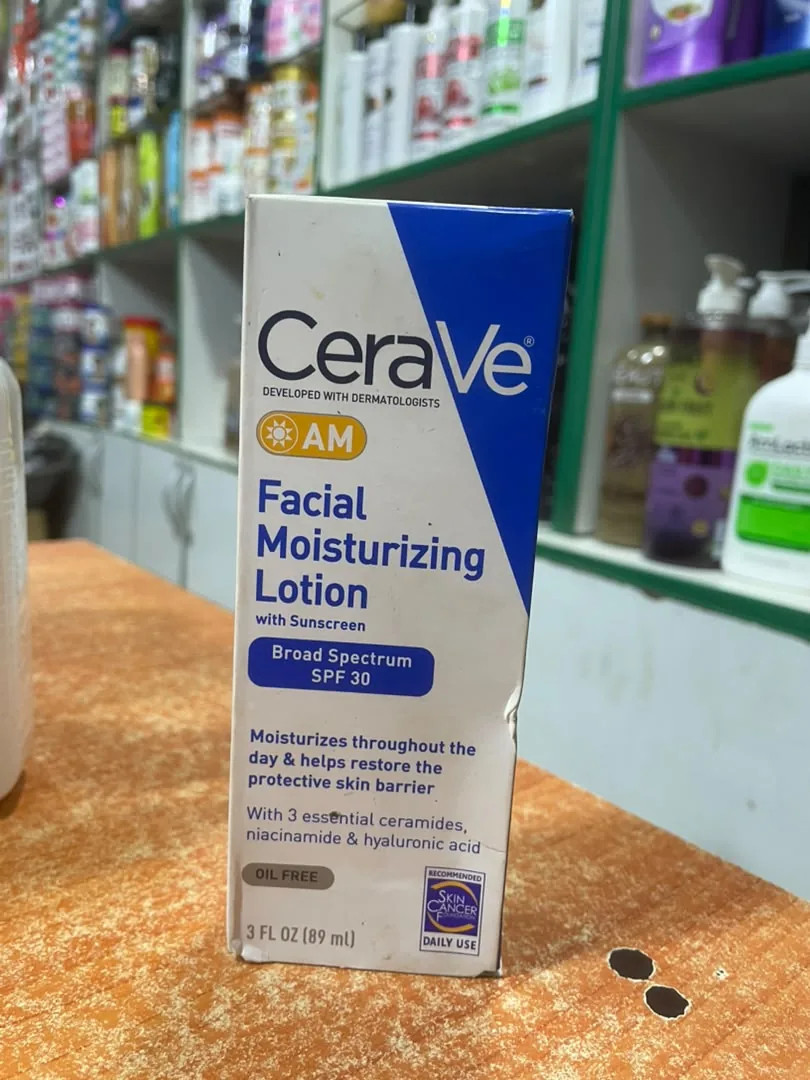 CeraVe®
DEVELOPED WITH DERMATOLOGISTS
AM
Facial
Moisturizing
Lotion
with Sunscreen
Broad Spectrum
SPF 30
Moisturizes throughout the
day & helps restore the
protective skin barrier
With 3 essential ceramides,
niacinamide & hyaluronic acid
OIL FREE
3 FL OZ (89 ml)
RECOMMENDED
SKIN
CANCER
FOUNDATION
DAILY USE